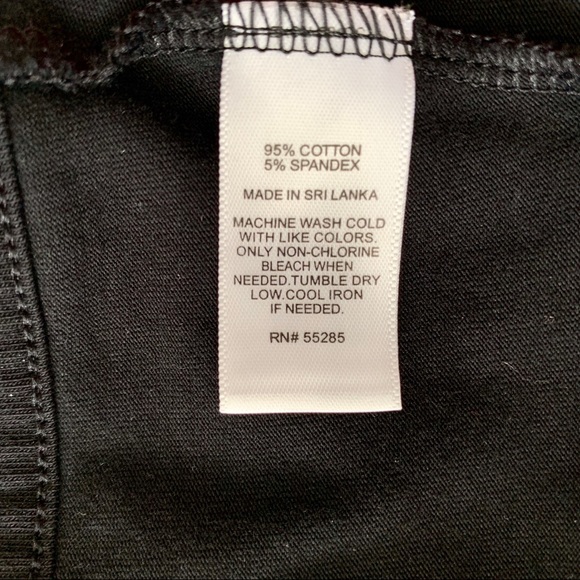 95% COTTON
5% SPANDEX
MADE IN SRI LANKA
MACHINE WASH COLD
WITH LIKE COLORS.
ONLY NON-CHLORINE
BLEACH WHEN
NEEDED.TUMBLE DRY
LOW.COOL IRON
IF NEEDED.
RN# 55285